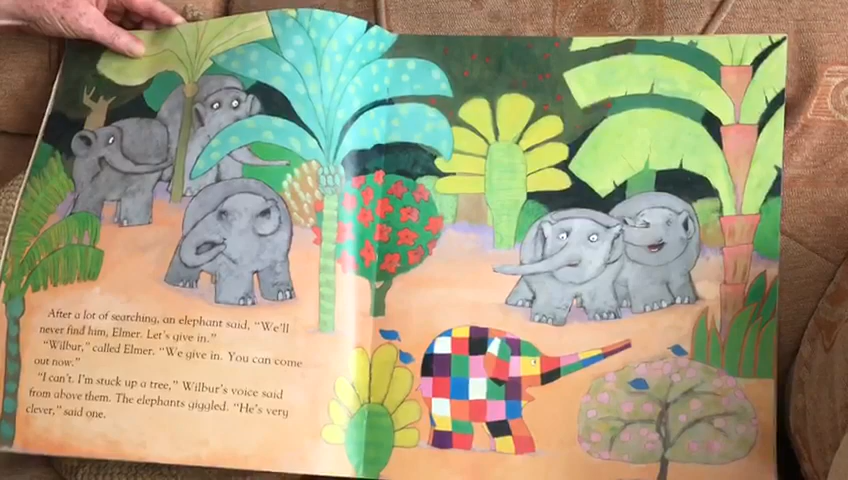 After a lot of searching, an elephant said, “We’ll
never find him, Elmer. Let’s give in.”
“Wilbur,” called Elmer. “We give in. You can come
out now.”
“I can’t. I’m stuck up a tree,” Wilbur’s voice said
from above them. The elephants giggled. “He’s very
clever,” said one.